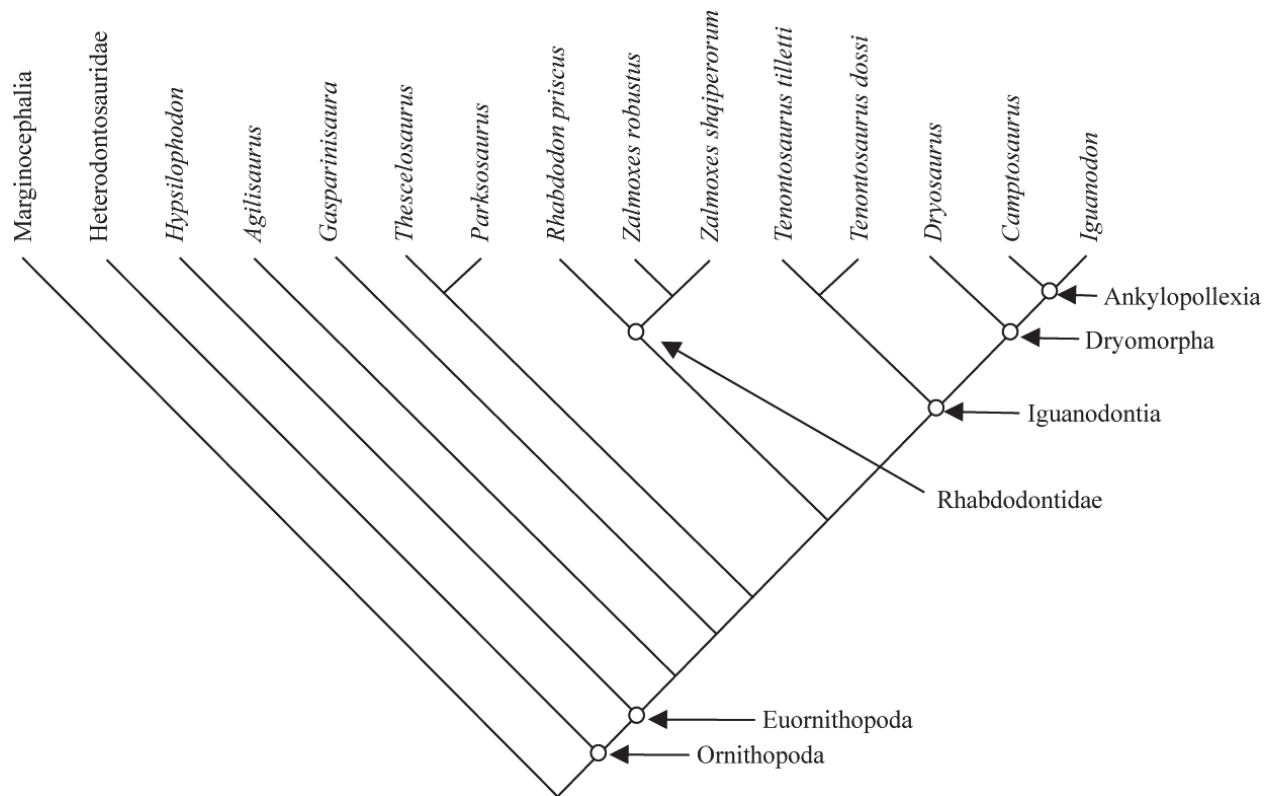 Marginocephalia
Heterodontosauridae
Hypsilophodon
Agilisaurus
Gasparinisaura
Thescelosaurus
Parksosaurus
Rhabdodon priscus
Zalmoxes robustus
Zalmoxes shqiperorum
Tenontosaurus tilletti
Tenontosaurus dossi
Dryosaurus
Camptosaurus
Iguanodon
Ankylopollexia
Dryomorpha
Iguanodontia
Rhabdodontidae
Euornithopoda
Ornithopoda